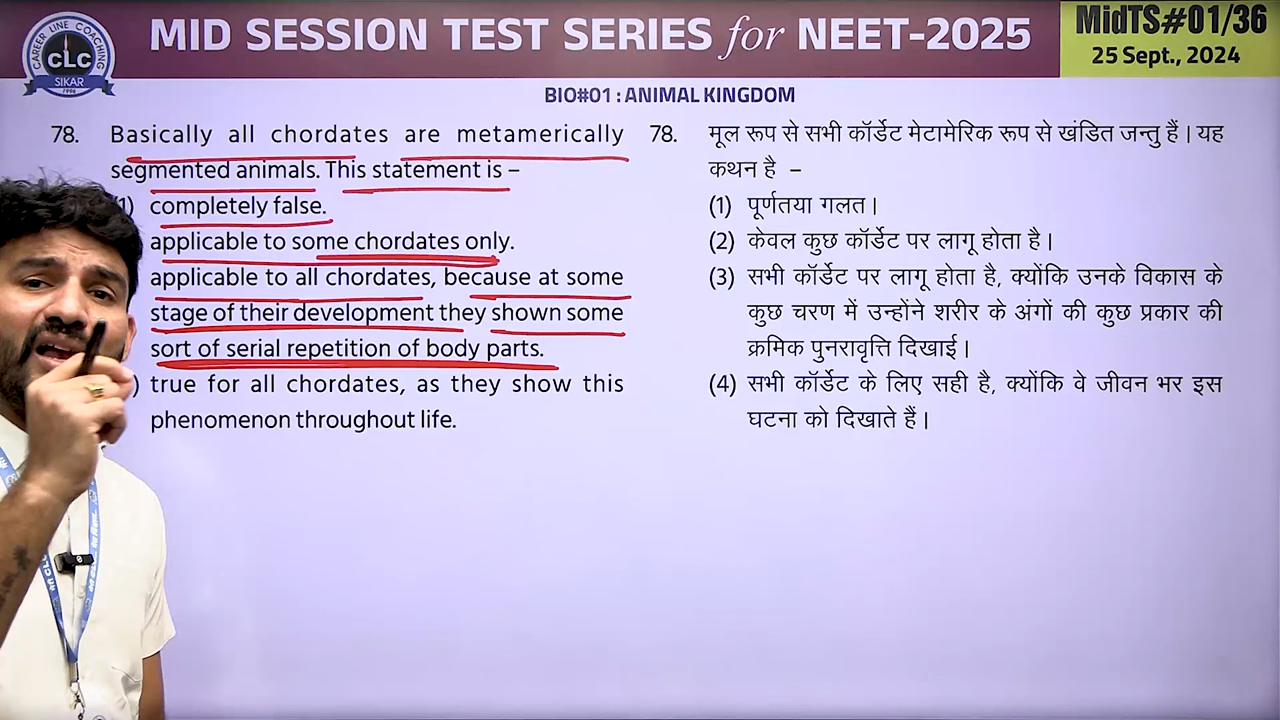 MID SESSION TEST SERIES for NEET-2025
MidTS#01/36
25 Sept., 2024
CAREER LINE COACHING
CLC
SIKAR
1996
BIO#01 : ANIMAL KINGDOM
78. Basically all chordates are metamerically
segmented animals. This statement is –
1) completely false.
applicable to some chordates only.
applicable to all chordates, because at some
stage of their development they shown some
sort of serial repetition of body parts.
) true for all chordates, as they show this
phenomenon throughout life.
78. मूल रूप से सभी कॉर्डेट मेटामेरिक रूप से खंडित जन्तु हैं। यह
कथन है –
(1) पूर्णतया गलत।
(2) केवल कुछ कॉर्डेट पर लागू होता है।
(3) सभी कॉर्डेट पर लागू होता है, क्योंकि उनके विकास के
कुछ चरण में उन्होंने शरीर के अंगों की कुछ प्रकार की
क्रमिक पुनरावृत्ति दिखाई।
(4) सभी कॉर्डेट के लिए सही है, क्योंकि वे जीवन भर इस
घटना को दिखाते हैं।